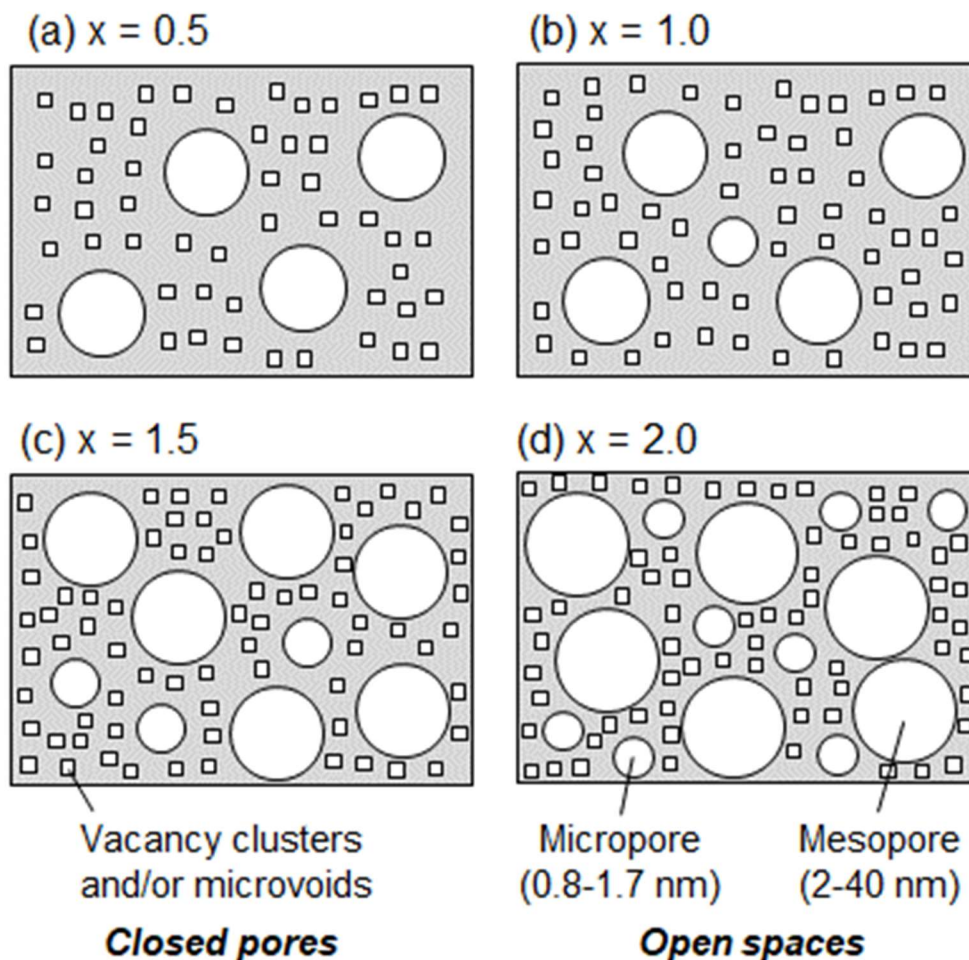 (a) x = 0.5
(b) x = 1.0
(c) x = 1.5
(d) x = 2.0
Vacancy clusters
and/or microvoids
Micropore
(0.8-1.7 nm)
Mesopore
(2-40 nm)
Closed pores
Open spaces